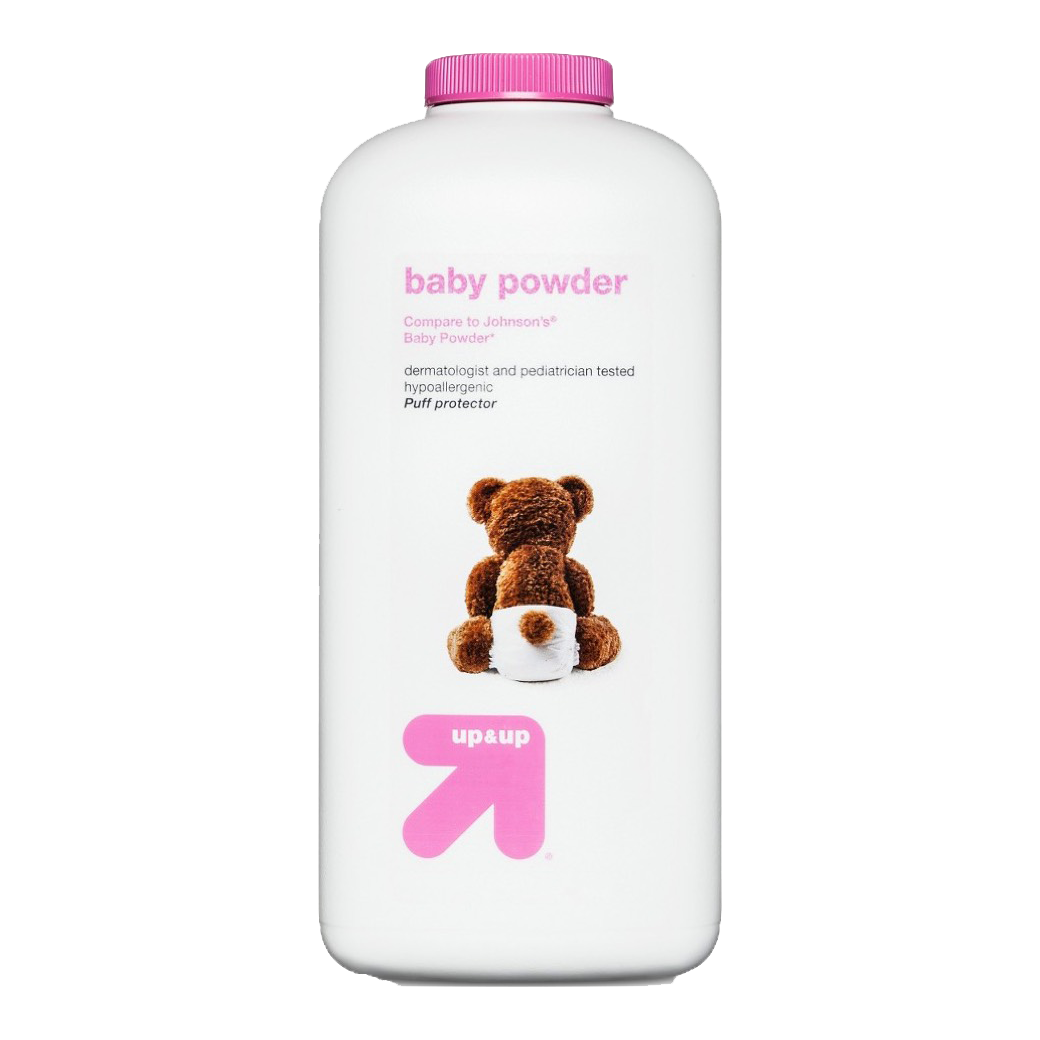 baby powder
Compare to Johnson's®
Baby Powder*
dermatologist and pediatrician tested
hypoallergenic
Puff protector
up&up
®